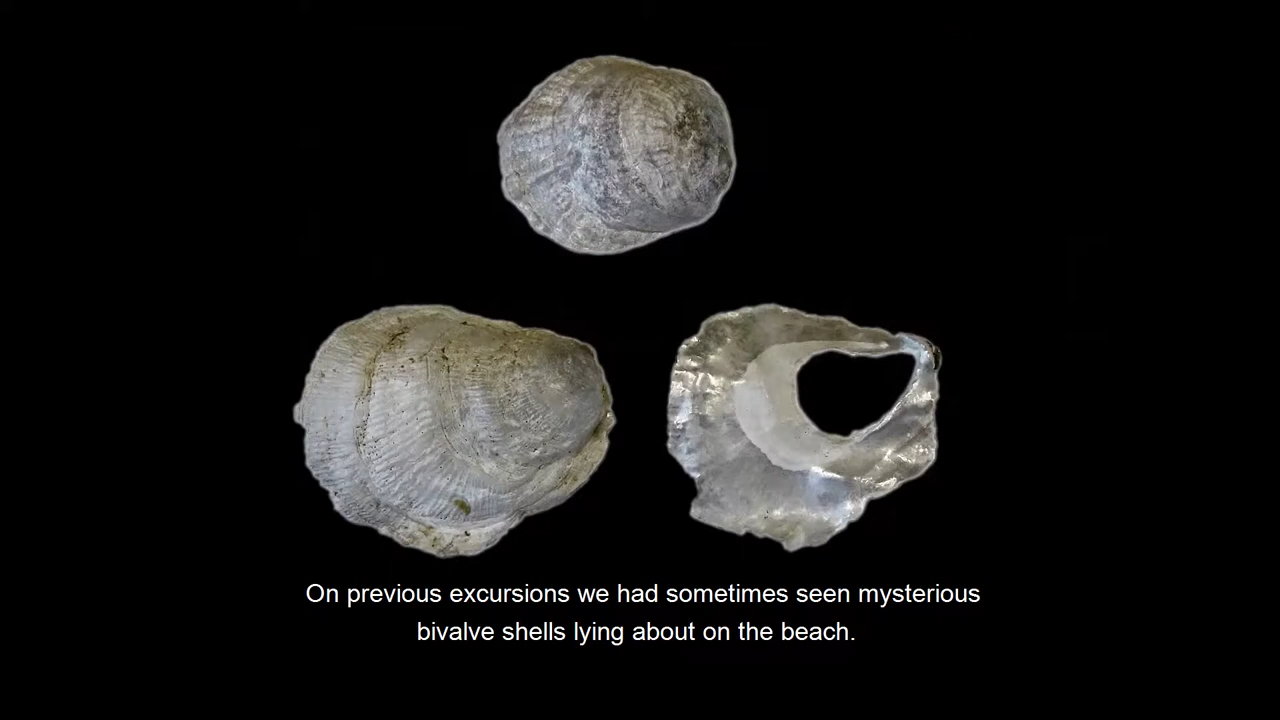 On previous excursions we had sometimes seen mysterious
bivalve shells lying about on the beach.